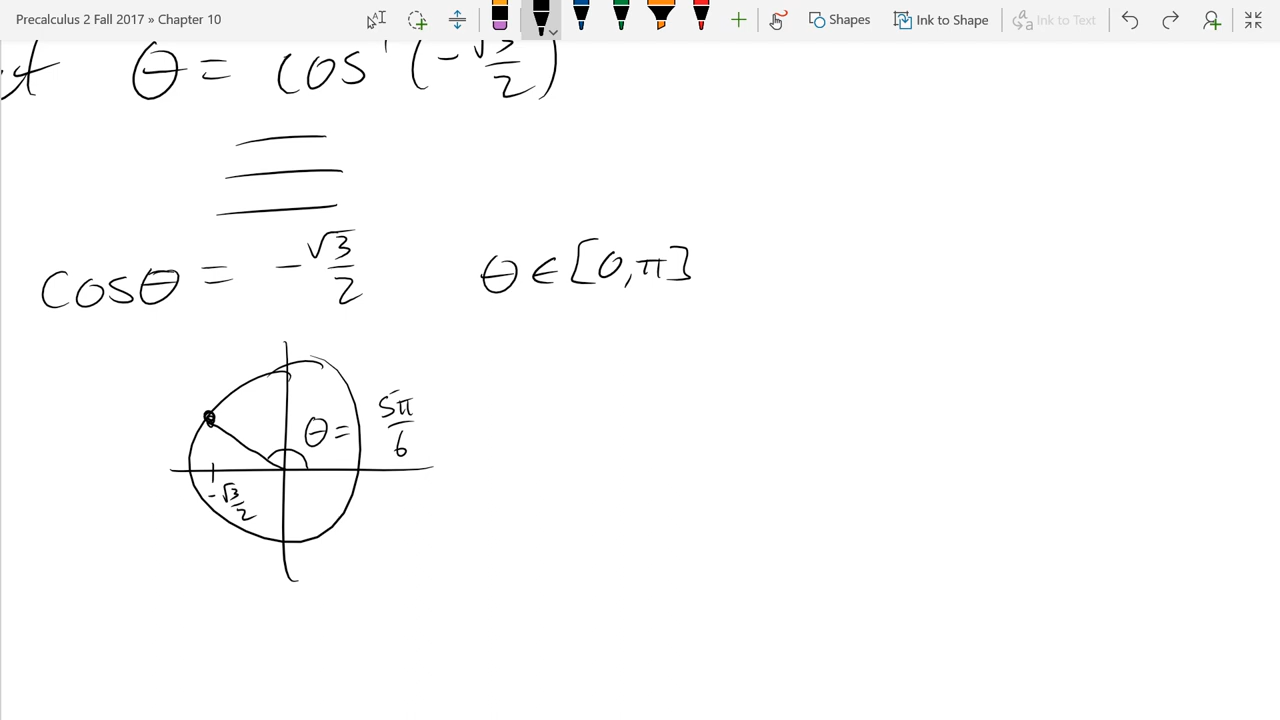 Precalculus 2 Fall 2017 » Chapter 10
Shapes
Ink to Shape
Ink to Text
θ = cos⁻¹(-√3/2)
cosθ = -√3/2
θ ∈ [0,π]
θ = 5π/6
-√3/2